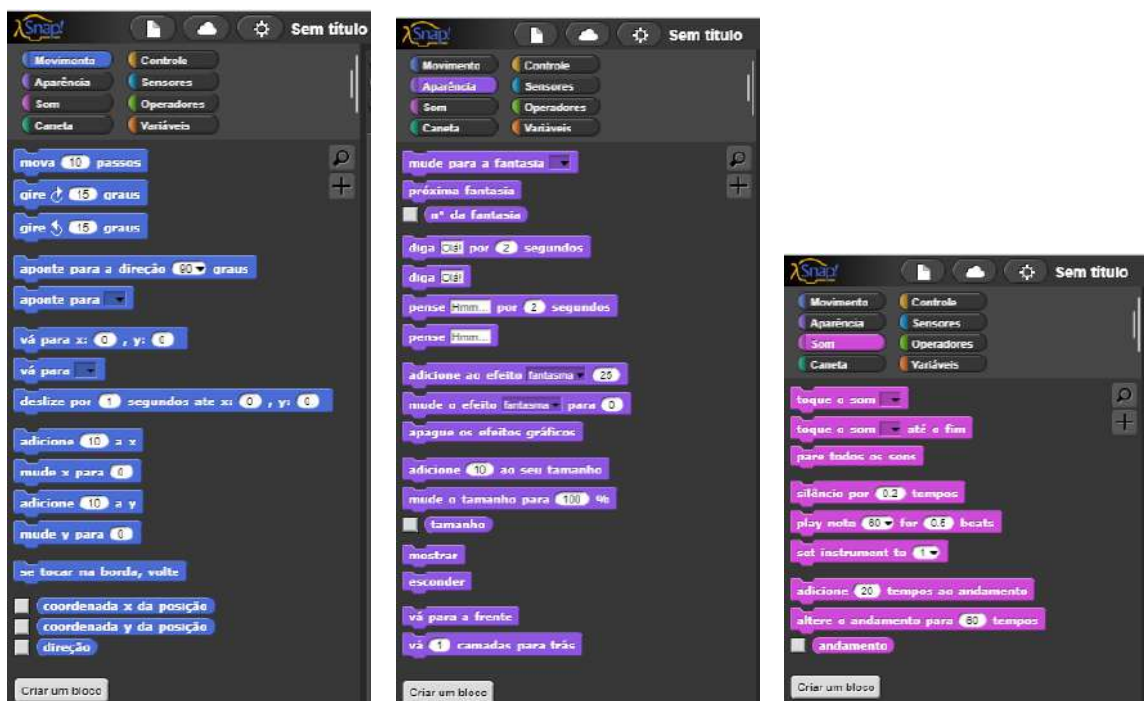 λSnap!
Sem título
Movimento
Controle
Aparência
Sensores
Som
Operadores
Caneta
Variáveis
mova 10 passos
gire 15 graus
gire 15 graus
aponte para a direção 90 graus
aponte para
vá para x: 0 , y: 0
vá para
deslize por 1 segundos ate x: 0 , y: 0
adicione 10 a x
mude x para 0
adicione 10 a y
mude y para 0
se tocar na borda, volte
coordenada x da posição
coordenada y da posição
direção
Criar um bloco
λSnap!
Sem título
Movimento
Controle
Aparência
Sensores
Som
Operadores
Caneta
Variáveis
mude para a fantasia
próxima fantasia
n° da fantasia
diga Olá! por 2 segundos
diga Olá!
pense Hmm... por 2 segundos
pense Hmm...
adicione ao efeito fantasma 25
mude o efeito fantasma para 0
apague os efeitos gráficos
adicione 10 ao seu tamanho
mude o tamanho para 100 %
tamanho
mostrar
esconder
vá para a frente
vá 1 camadas para trás
Criar um bloco
λSnap!
Sem título
Movimento
Controle
Aparência
Sensores
Som
Operadores
Caneta
Variáveis
toque o som
toque o som até o fim
pare todos os sons
silêncio por 0.2 tempos
play note 60 for 0.5 beats
set instrument to 1
adicione 20 tempos ao andamento
altere o andamento para 60 tempos
andamento
Criar um bloco